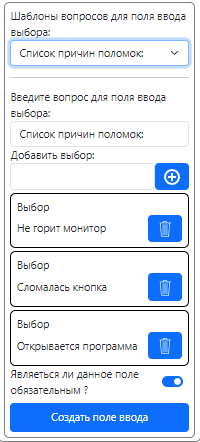 Шаблоны вопросов для поля ввода
выбора:
Список причин поломок:
Введите вопрос для поля ввода
выбора:
Список причин поломок:
Добавить выбор:
Выбор
Не горит монитор
Выбор
Сломалась кнопка
Выбор
Открывается программа
Являеться ли данное поле
обязательным ?
Создать поле ввода